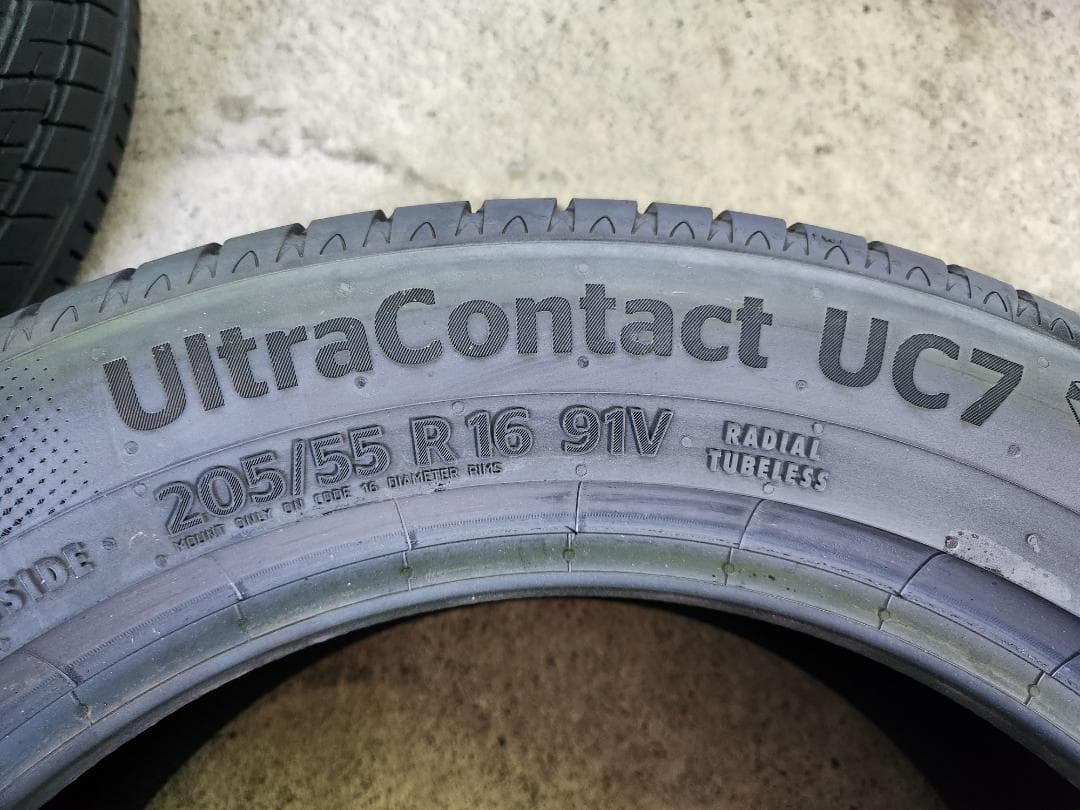 UltraContact UC7
205/55 R 16 91V
RADIAL
TUBELESS
MOUNT ONLY ON CODE 16 DIAMETER RIMS
SIDE